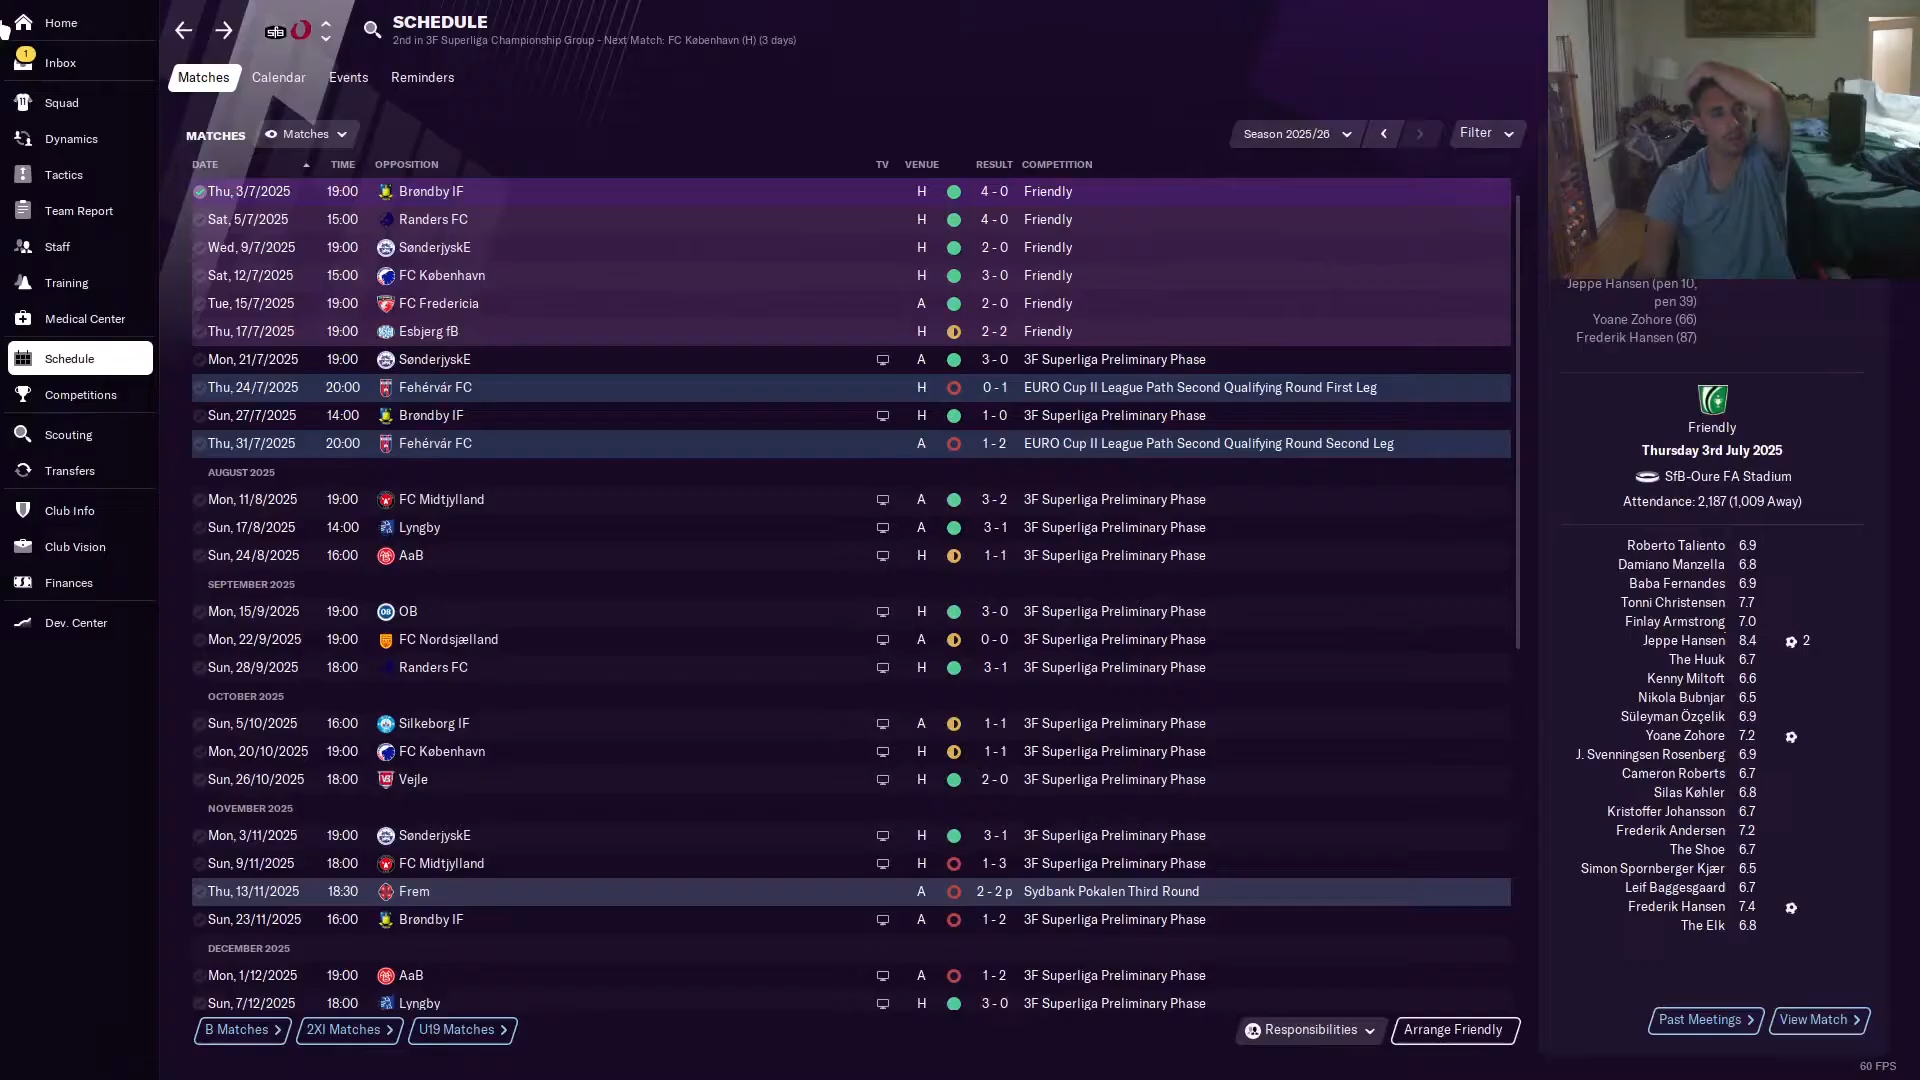 Home
SCHEDULE
2nd in 3F Superliga Championship Group - Next Match: FC København (H) (3 days)
1
Inbox
Matches Calendar Events Reminders
Squad
Dynamics
Tactics
Team Report
Staff
Training
Medical Center
Schedule
Competitions
Scouting
Transfers
Club Info
Club Vision
Finances
Dev. Center
MATCHES Matches Season 2025/26 Filter
DATE TIME OPPOSITION TV VENUE RESULT COMPETITION
Thu, 3/7/2025 19:00 Brøndby IF H 4 - 0 Friendly
Sat, 5/7/2025 15:00 Randers FC H 4 - 0 Friendly
Wed, 9/7/2025 19:00 SønderjyskE H 2 - 0 Friendly
Sat, 12/7/2025 15:00 FC København H 3 - 0 Friendly
Tue, 15/7/2025 19:00 FC Fredericia A 2 - 0 Friendly
Thu, 17/7/2025 19:00 Esbjerg fB H 2 - 2 Friendly
Mon, 21/7/2025 19:00 SønderjyskE A 3 - 0 3F Superliga Preliminary Phase
Thu, 24/7/2025 20:00 Fehérvár FC H 0 - 1 EURO Cup II League Path Second Qualifying Round First Leg
Sun, 27/7/2025 14:00 Brøndby IF H 1 - 0 3F Superliga Preliminary Phase
Thu, 31/7/2025 20:00 Fehérvár FC A 1 - 2 EURO Cup II League Path Second Qualifying Round Second Leg
AUGUST 2025
Mon, 11/8/2025 19:00 FC Midtjylland A 3 - 2 3F Superliga Preliminary Phase
Sun, 17/8/2025 14:00 Lyngby A 3 - 1 3F Superliga Preliminary Phase
Sun, 24/8/2025 16:00 AaB H 1 - 1 3F Superliga Preliminary Phase
SEPTEMBER 2025
Mon, 15/9/2025 19:00 OB H 3 - 0 3F Superliga Preliminary Phase
Mon, 22/9/2025 19:00 FC Nordsjælland A 0 - 0 3F Superliga Preliminary Phase
Sun, 28/9/2025 18:00 Randers FC H 3 - 1 3F Superliga Preliminary Phase
OCTOBER 2025
Sun, 5/10/2025 16:00 Silkeborg IF A 1 - 1 3F Superliga Preliminary Phase
Mon, 20/10/2025 19:00 FC København H 1 - 1 3F Superliga Preliminary Phase
Sun, 26/10/2025 18:00 Vejle H 2 - 0 3F Superliga Preliminary Phase
NOVEMBER 2025
Mon, 3/11/2025 19:00 SønderjyskE H 3 - 1 3F Superliga Preliminary Phase
Sun, 9/11/2025 18:00 FC Midtjylland H 1 - 3 3F Superliga Preliminary Phase
Thu, 13/11/2025 18:30 Frem A 2 - 2 p Sydbank Pokalen Third Round
Sun, 23/11/2025 16:00 Brøndby IF A 1 - 2 3F Superliga Preliminary Phase
DECEMBER 2025
Mon, 1/12/2025 19:00 AaB A 1 - 2 3F Superliga Preliminary Phase
Sun, 7/12/2025 18:00 Lyngby H 3 - 0 3F Superliga Preliminary Phase
B Matches 2XI Matches U19 Matches Responsibilities Arrange Friendly
Jeppe Hansen (pen 10,
pen 39)
Yoane Zohore (66)
Frederik Hansen (87)
Friendly
Thursday 3rd July 2025
SfB-Oure FA Stadium
Attendance: 2,187 (1,009 Away)
Roberto Taliento 6.9
Damiano Manzella 6.8
Baba Fernandes 6.9
Tonni Christensen 7.7
Finlay Armstrong 7.0
Jeppe Hansen 8.4 2
The Huuk 6.7
Kenny Miltoft 6.6
Nikola Bubnjar 6.5
Süleyman Özçelik 6.9
Yoane Zohore 7.2
J. Svenningsen Rosenberg 6.9
Cameron Roberts 6.7
Silas Køhler 6.8
Kristoffer Johansson 6.7
Frederik Andersen 7.2
The Shoe 6.7
Simon Spornberger Kjær 6.5
Leif Baggesgaard 6.7
Frederik Hansen 7.4
The Elk 6.8
Past Meetings View Match
60 FPS